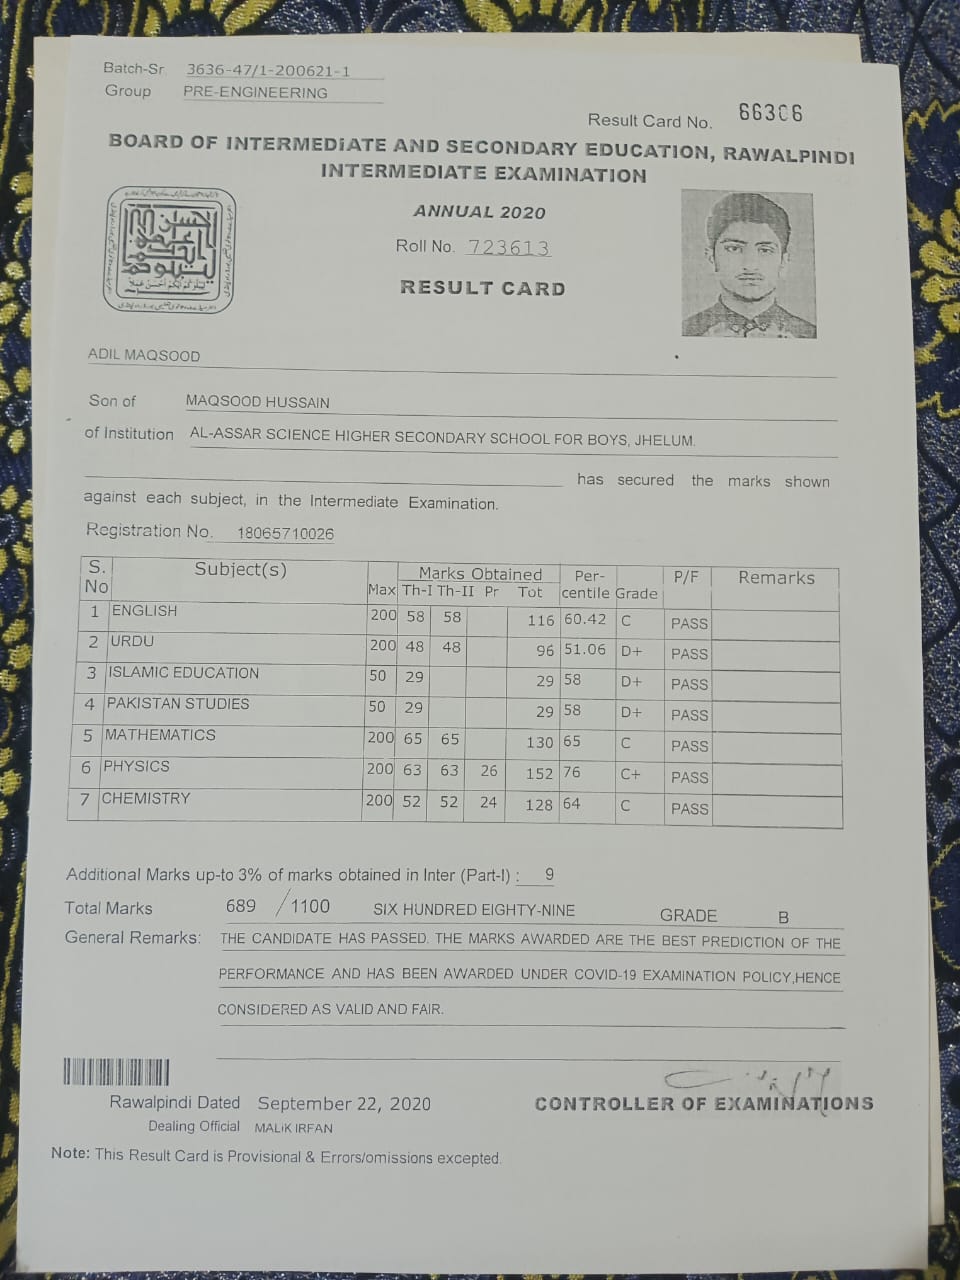 Batch-Sr 3636-47/1-200621-1
Group PRE-ENGINEERING
Result Card No. 66306
BOARD OF INTERMEDIATE AND SECONDARY EDUCATION, RAWALPINDI
INTERMEDIATE EXAMINATION
ANNUAL 2020
Roll No. 723613
RESULT CARD
ADIL MAQSOOD
Son of MAQSOOD HUSSAIN
of Institution AL-ASSAR SCIENCE HIGHER SECONDARY SCHOOL FOR BOYS, JHELUM.
has secured the marks shown
against each subject, in the Intermediate Examination.
Registration No. 18065710026
S. No Subject(s) Max Marks Obtained Th-I Th-II Pr Tot Per-centile Grade P/F Remarks
1 ENGLISH 200 58 58 116 60.42 C PASS
2 URDU 200 48 48 96 51.06 D+ PASS
3 ISLAMIC EDUCATION 50 29 29 58 D+ PASS
4 PAKISTAN STUDIES 50 29 29 58 D+ PASS
5 MATHEMATICS 200 65 65 130 65 C PASS
6 PHYSICS 200 63 63 26 152 76 C+ PASS
7 CHEMISTRY 200 52 52 24 128 64 C PASS
Additional Marks up-to 3% of marks obtained in Inter (Part-I) : 9
Total Marks 689 /1100 SIX HUNDRED EIGHTY-NINE GRADE B
General Remarks: THE CANDIDATE HAS PASSED. THE MARKS AWARDED ARE THE BEST PREDICTION OF THE
PERFORMANCE AND HAS BEEN AWARDED UNDER COVID-19 EXAMINATION POLICY,HENCE
CONSIDERED AS VALID AND FAIR.
Rawalpindi Dated September 22, 2020
CONTROLLER OF EXAMINATIONS
Dealing Official MALIK IRFAN
Note: This Result Card is Provisional & Errors/omissions excepted.